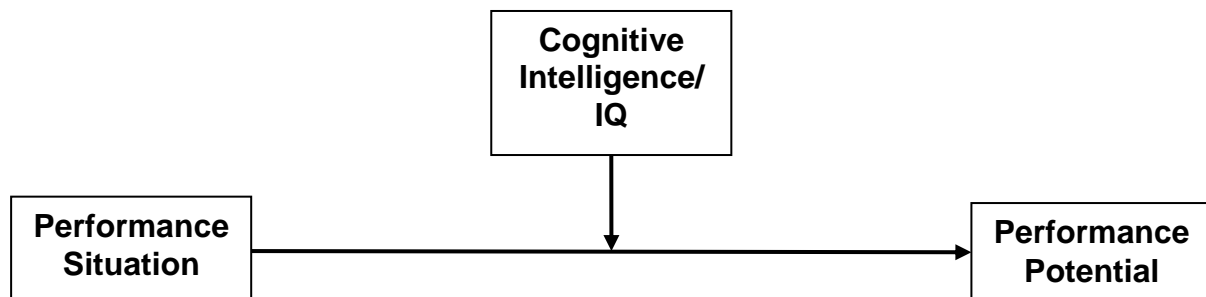 Cognitive
Intelligence/
IQ
Performance
Situation
Performance
Potential